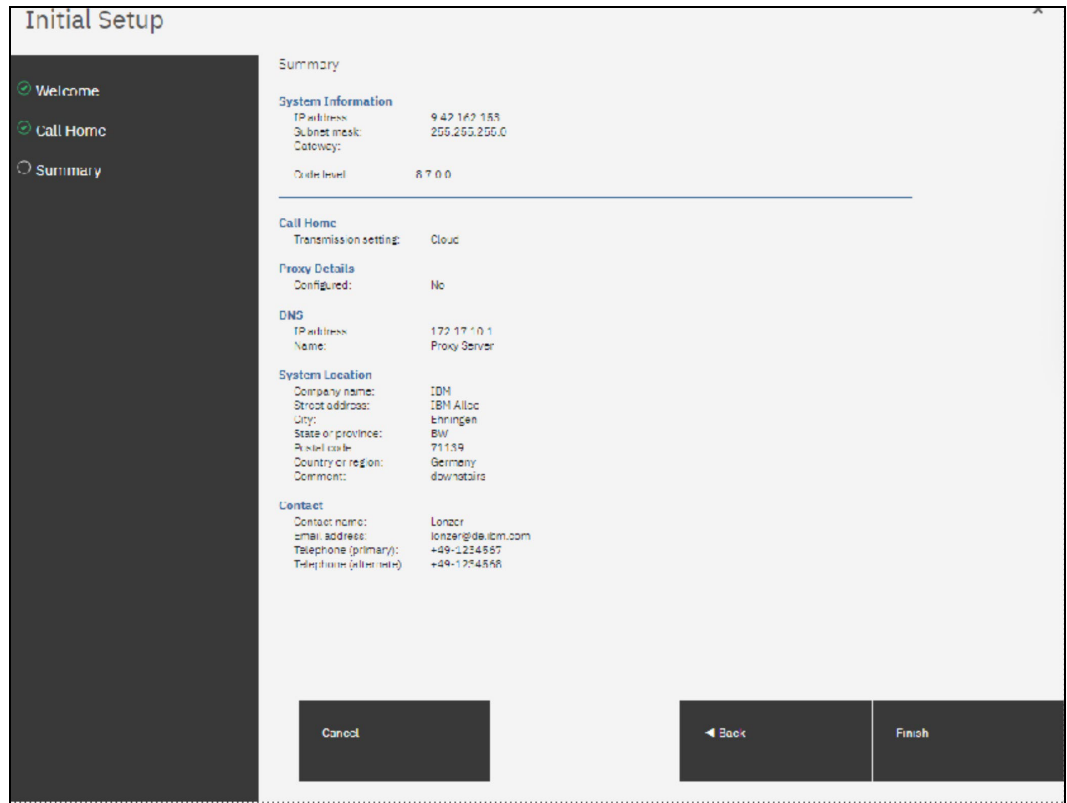 Initial Setup
Welcome
Call Home
Summary
Summary
System Information
IP address 9.42.162.153
Subnet mask: 255.255.255.0
Gateway:
Code level 8.7.0.0
Call Home
Transmission setting: Cloud
Proxy Details
Configured: No
DNS
IP address 172.17.10.1
Name: Proxy Server
System Location
Company name: IBM
Street address: IBM Allee
City: Ehningen
State or province: BW
Postal code 71139
Country or region: Germany
Comment: downstairs
Contact
Contact name: Lonzer
Email address: lonzer@de.ibm.com
Telephone (primary): +49-1234567
Telephone (alternate) +49-1234568
Cancel
Back
Finish